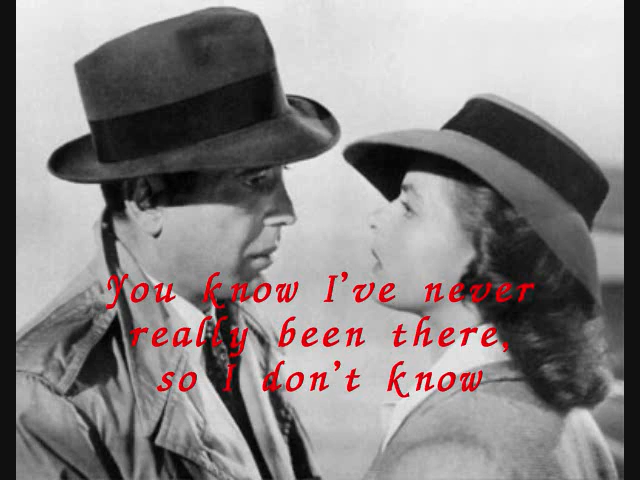 You know I've never
really been there,
so I don't know